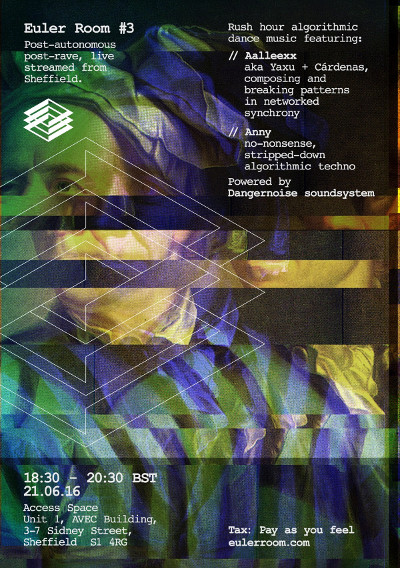 Euler Room #3
Post-autonomous
post-rave, live
streamed from
Sheffield.
Rush hour algorithmic
dance music featuring:
// Aalleexx
aka Yaxu + Cárdenas,
composing and
breaking patterns
in networked
synchrony
// Anny
no-nonsense,
stripped-down
algorithmic techno
Powered by
Dangernoise soundsystem
18:30 – 20:30 BST
21.06.16
Access Space
Unit 1, AVEC Building,
3-7 Sidney Street,
Sheffield S1 4RG
Tax: Pay as you feel
eulerroom.com